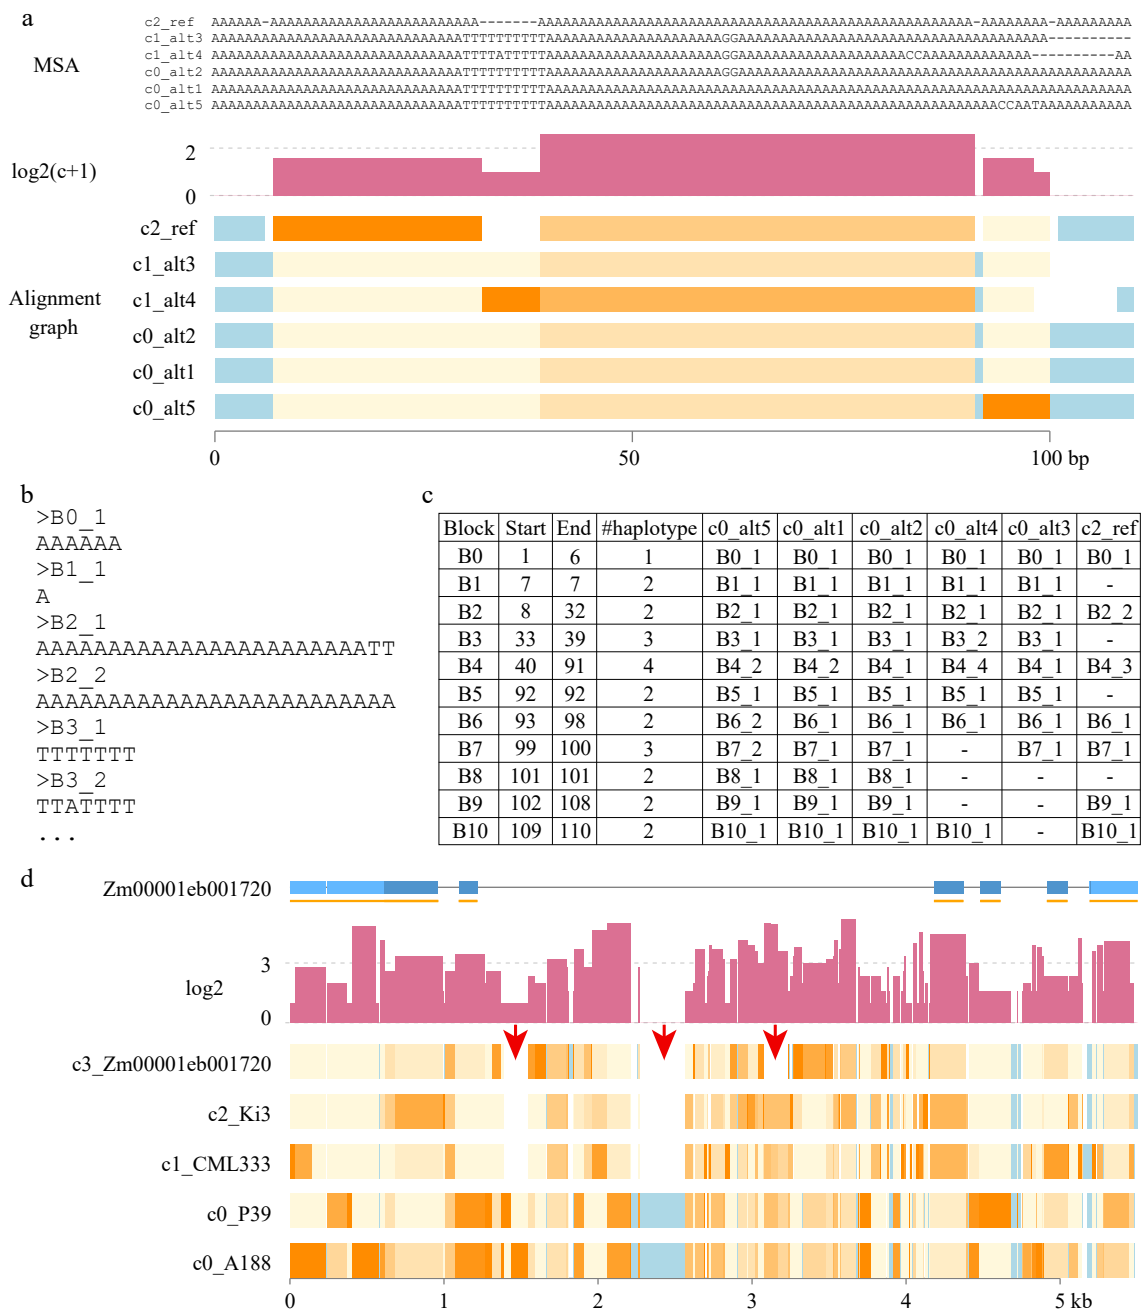 a
MSA
c2_ref AAAAAA-AAAAAAAAAAAAAAAAAAAAAAAAA-------AAAAAAAAAAAAAAAAAAAAAAAAAAAAAAAAAAAAAAAAAAAAAAAAAAAA-AAAAAAAA-AAAAAAAAA
c1_alt3 AAAAAAAAAAAAAAAAAAAAAAAAAAAAAATTTTTTTTTTAAAAAAAAAAAAAAAAAAAAAGGAAAAAAAAAAAAAAAAAAAAAAAAAAAAAAAAAAAAA----------
c1_alt4 AAAAAAAAAAAAAAAAAAAAAAAAAAAAAATTTTATTTTTAAAAAAAAAAAAAAAAAAAAAGGAAAAAAAAAAAAAAAAAAAACCAAAAAAAAAAAAA----------AA
c0_alt2 AAAAAAAAAAAAAAAAAAAAAAAAAAAAAATTTTTTTTTTAAAAAAAAAAAAAAAAAAAAAGGAAAAAAAAAAAAAAAAAAAAAAAAAAAAAAAAAAAAAAAAAAAAAAA
c0_alt1 AAAAAAAAAAAAAAAAAAAAAAAAAAAAAATTTTTTTTTTAAAAAAAAAAAAAAAAAAAAAAAAAAAAAAAAAAAAAAAAAAAAAAAAAAAAAAAAAAAAAAAAAAAAAA
c0_alt5 AAAAAAAAAAAAAAAAAAAAAAAAAAAAAATTTTTTTTTTAAAAAAAAAAAAAAAAAAAAAAAAAAAAAAAAAAAAAAAAAAAAAAAAAAAAAACCAATAAAAAAAAAAA
log2(c+1)
2
0
Alignment
graph
c2_ref
c1_alt3
c1_alt4
c0_alt2
c0_alt1
c0_alt5
0 50 100 bp
b
>B0_1
AAAAAA
>B1_1
A
>B2_1
AAAAAAAAAAAAAAAAAAAAAAATT
>B2_2
AAAAAAAAAAAAAAAAAAAAAAAAA
>B3_1
TTTTTTT
>B3_2
TTATTTT
...
c
Block Start End #haplotype c0_alt5 c0_alt1 c0_alt2 c0_alt4 c0_alt3 c2_ref
B0 1 6 1 B0_1 B0_1 B0_1 B0_1 B0_1 B0_1
B1 7 7 2 B1_1 B1_1 B1_1 B1_1 B1_1 -
B2 8 32 2 B2_1 B2_1 B2_1 B2_1 B2_1 B2_2
B3 33 39 3 B3_1 B3_1 B3_1 B3_2 B3_1 -
B4 40 91 4 B4_2 B4_2 B4_1 B4_4 B4_1 B4_3
B5 92 92 2 B5_1 B5_1 B5_1 B5_1 B5_1 -
B6 93 98 2 B6_2 B6_1 B6_1 B6_1 B6_1 B6_1
B7 99 100 3 B7_2 B7_1 B7_1 - B7_1 B7_1
B8 101 101 2 B8_1 B8_1 B8_1 - - -
B9 102 108 2 B9_1 B9_1 B9_1 - - B9_1
B10 109 110 2 B10_1 B10_1 B10_1 B10_1 - B10_1
d
Zm00001eb001720
log2
3
0
c3_Zm00001eb001720
c2_Ki3
c1_CML333
c0_P39
c0_A188
0 1 2 3 4 5 kb